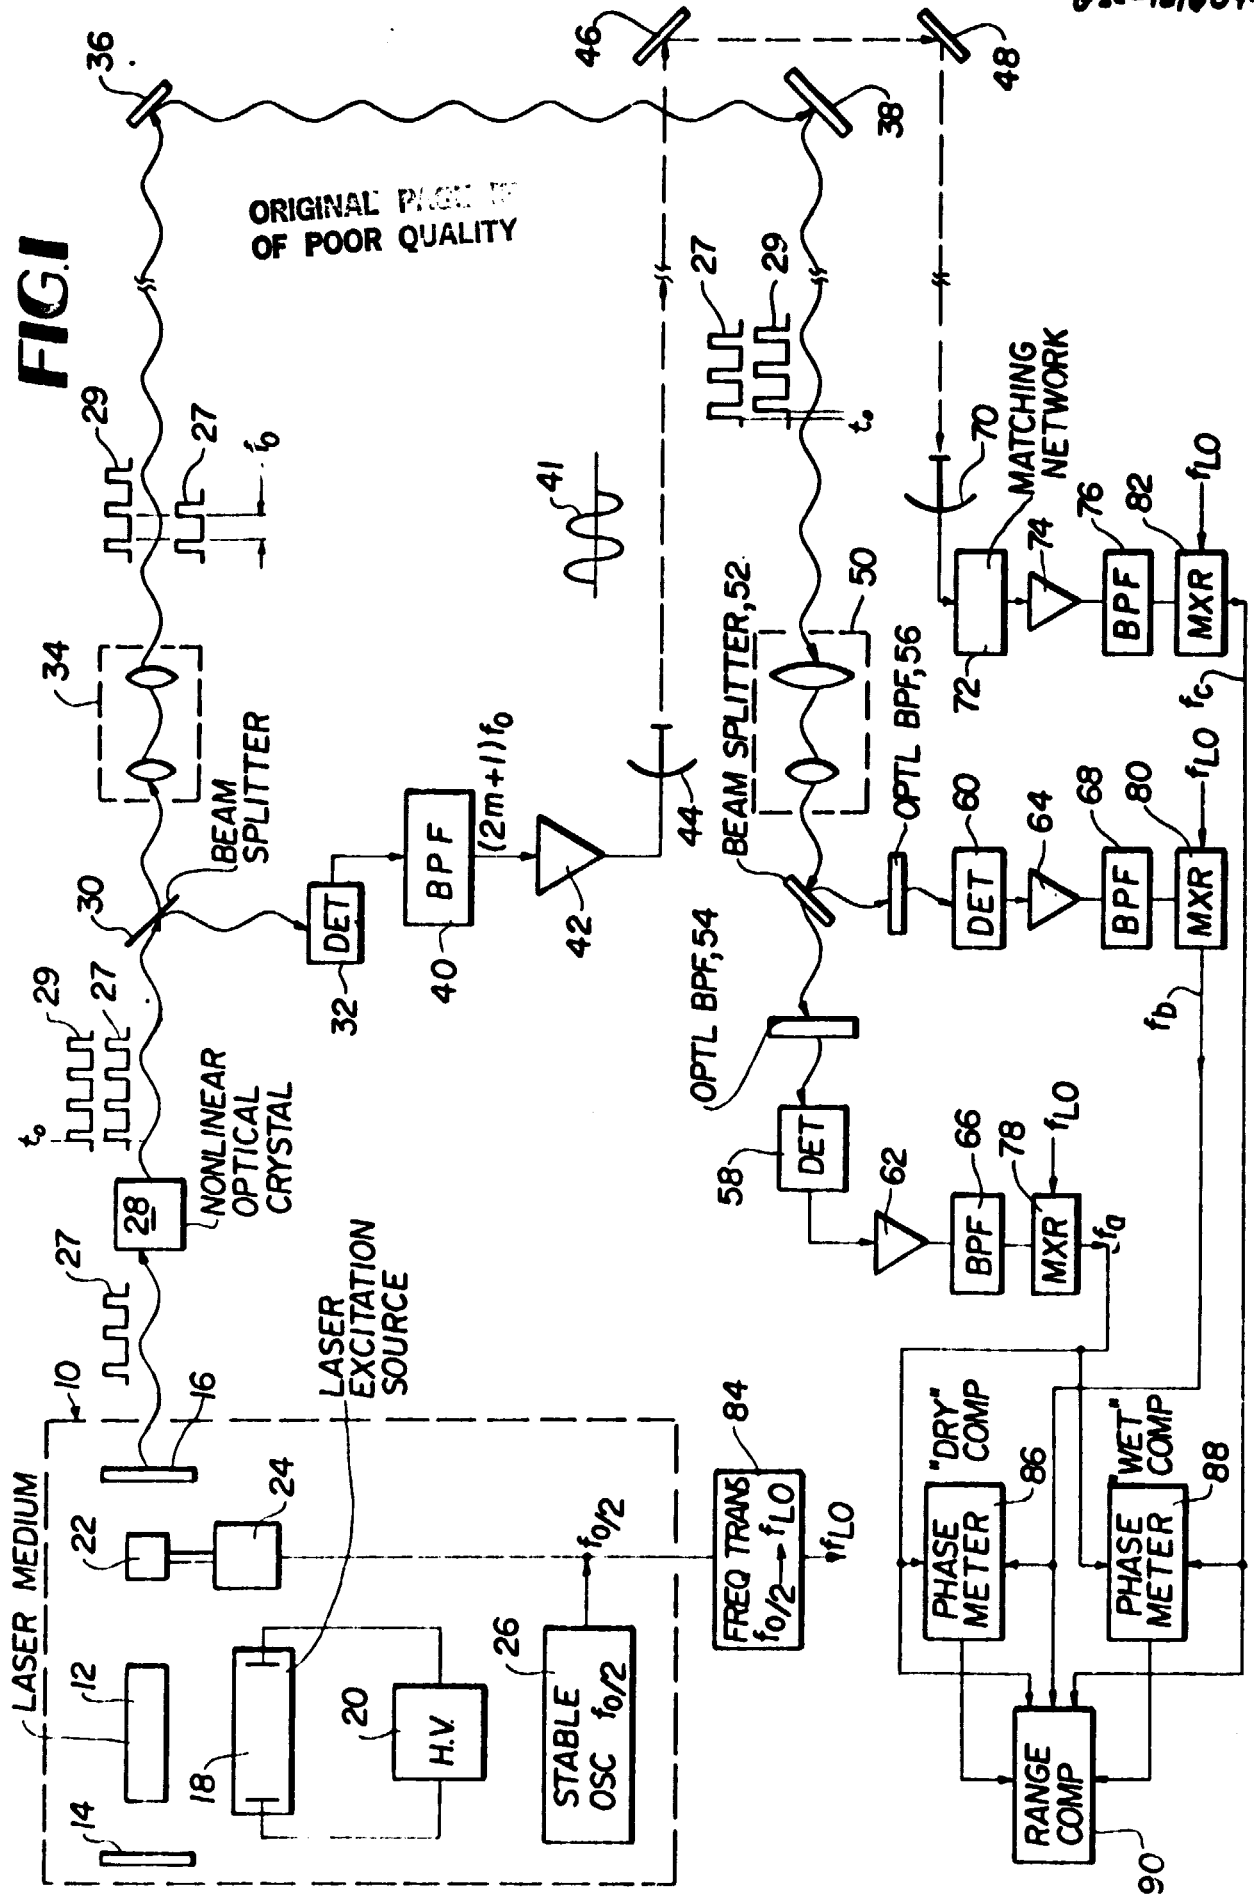 FIG.1
ORIGINAL PAGE IS
OF POOR QUALITY
LASER MEDIUM
10
12
14
16
18
20
H.V.
22
24
26
STABLE
OSC f0/2
f0/2
LASER
EXCITATION
SOURCE
27
28
NONLINEAR
OPTICAL
CRYSTAL
to
29
27
30
BEAM
SPLITTER
34
29
27
fo
36
32
DET
40
BPF
(2m+1)fo
42
44
41
46
48
38
27
29
to
50
BEAM SPLITTER,52
OPTL BPF,54
OPTL BPF,56
58
DET
62
66
BPF
78
MXR
fLO
fa
60
DET
64
68
BPF
80
MXR
fLO
fb
70
MATCHING
NETWORK
72
74
76
BPF
82
MXR
fLO
fc
84
FREQ TRANS
f0/2→fLO
fLO
"DRY"
COMP
PHASE
METER
86
"WET"
COMP
PHASE
METER
88
RANGE
COMP
90